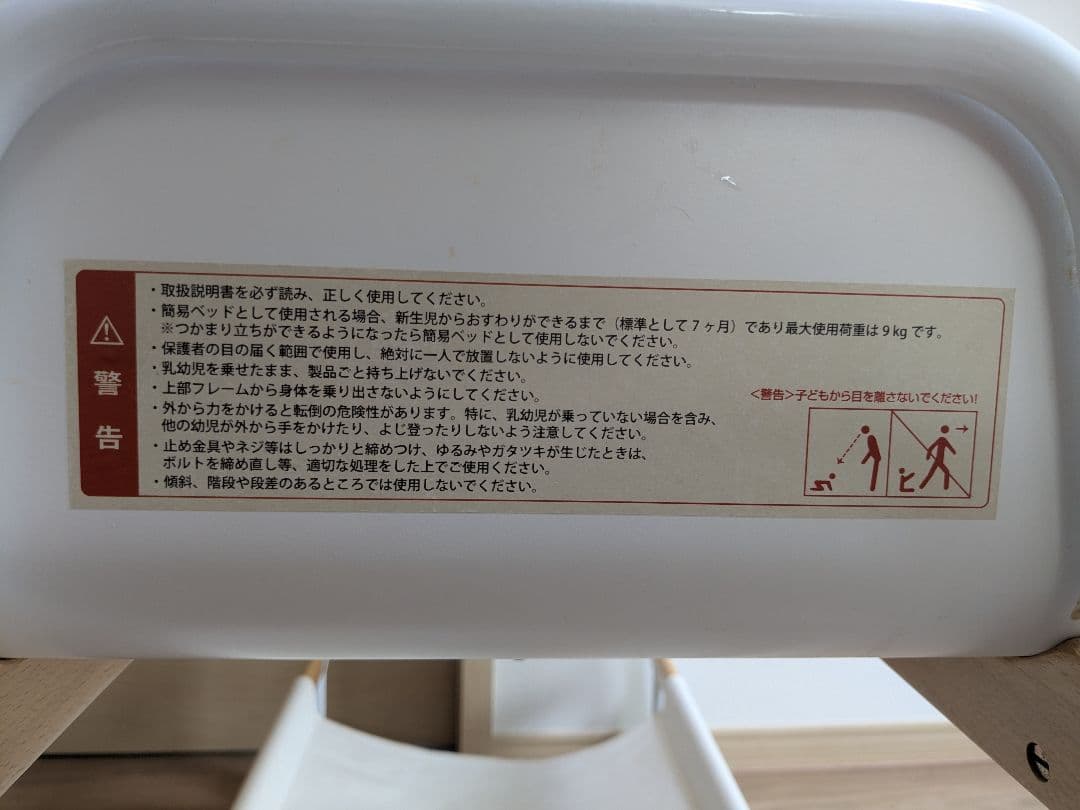 警告
・取扱説明書を必ず読み、正しく使用してください。
・簡易ベッドとして使用される場合、新生児からおすわりができるまで（標準として7ヶ月）であり最大使用荷重は9kgです。
※つかまり立ちができるようになったら簡易ベッドとして使用しないでください。
・保護者の目の届く範囲で使用し、絶対に一人で放置しないように使用してください。
・乳幼児を乗せたまま、製品ごと持ち上げないでください。
・上部フレームから身体を乗り出さないようにしてください。
・外から力をかけると転倒の危険性があります。特に、乳幼児が乗っていない場合を含み、
他の幼児が外から手をかけたり、よじ登ったりしないよう注意してください。
・止め金具やネジ等はしっかりと締めつけ、ゆるみやガタツキが生じたときは、
ボルトを締め直し等、適切な処理をした上でご使用ください。
・傾斜、階段や段差のあるところでは使用しないでください。
<警告>子どもから目を離さないでください!